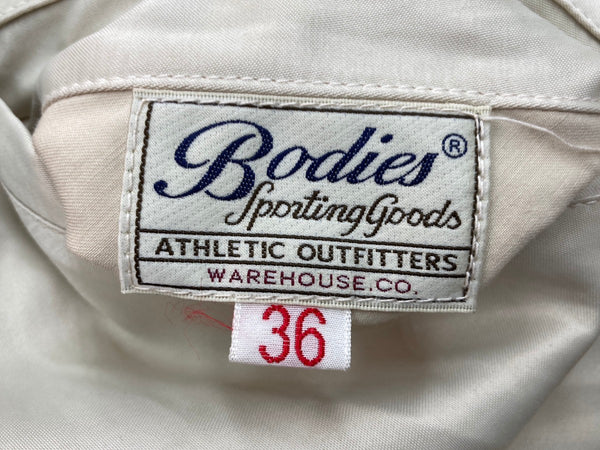 Bodies®
Sporting Goods
ATHLETIC OUTFITTERS
WAREHOUSE.CO.
36